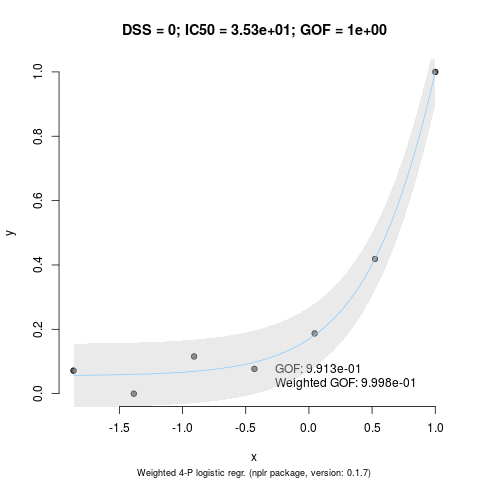 DSS = 0; IC50 = 3.53e+01; GOF = 1e+00
1.0
0.8
0.6
y
0.4
0.2
0.0
GOF: 9.913e-01
Weighted GOF: 9.998e-01
-1.5 -1.0 -0.5 0.0 0.5 1.0
x
Weighted 4-P logistic regr. (nplr package, version: 0.1.7)